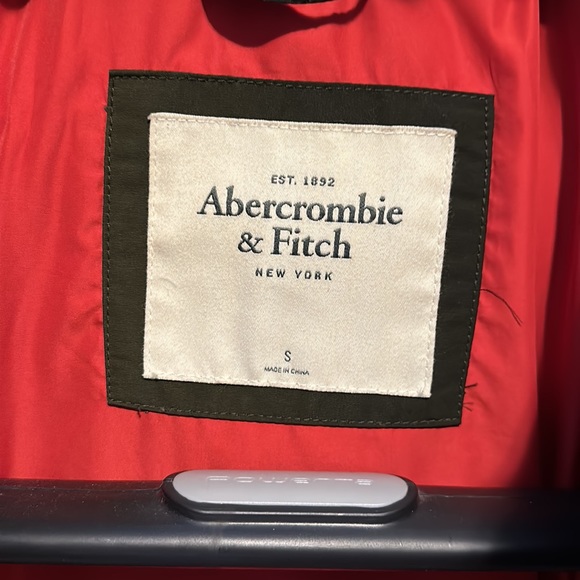 EST. 1892
Abercrombie
& Fitch
NEW YORK
S
MADE IN CHINA